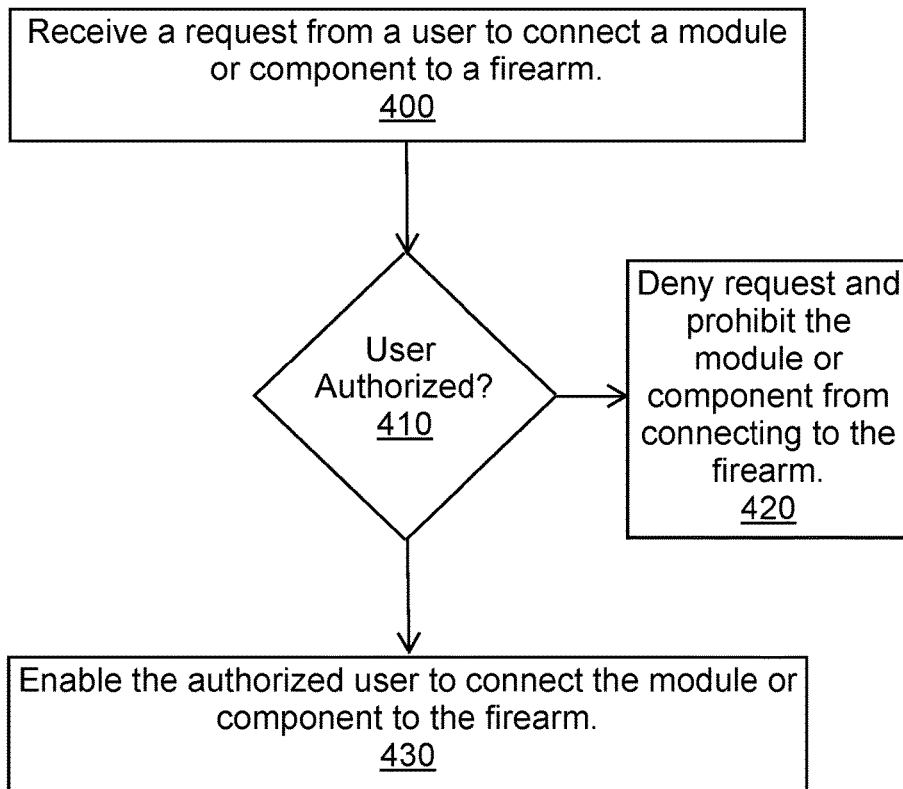 Receive a request from a user to connect a module
or component to a firearm.
400
User
Authorized?
410
Deny request and
prohibit the
module or
component from
connecting to the
firearm.
420
Enable the authorized user to connect the module or
component to the firearm.
430